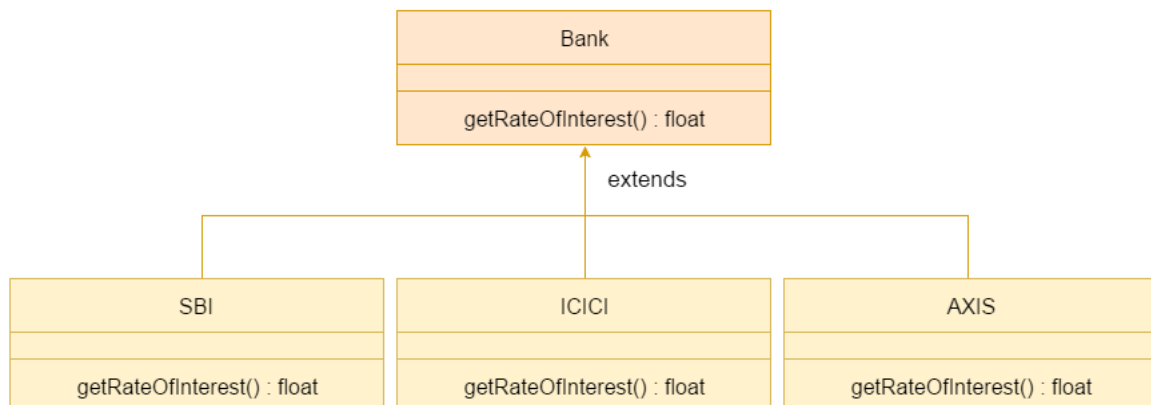 Bank
getRateOfInterest() : float
extends
SBI
ICICI
AXIS
getRateOfInterest() : float
getRateOfInterest() : float
getRateOfInterest() : float